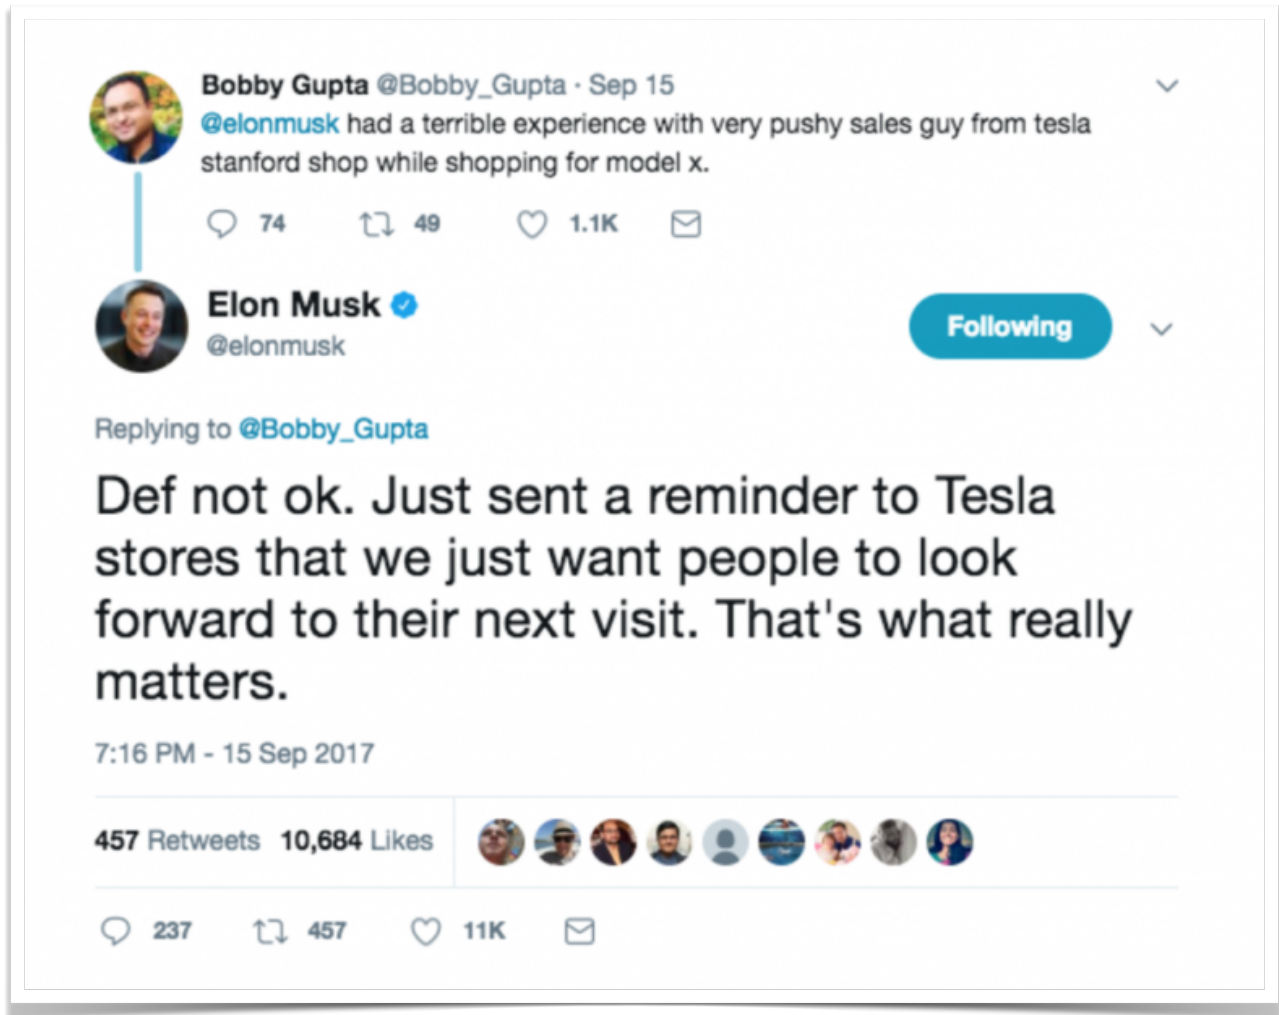 Bobby Gupta @Bobby_Gupta · Sep 15
@elonmusk had a terrible experience with very pushy sales guy from tesla
stanford shop while shopping for model x.
74 49 1.1K
Elon Musk
@elonmusk
Following
Replying to @Bobby_Gupta
Def not ok. Just sent a reminder to Tesla
stores that we just want people to look
forward to their next visit. That's what really
matters.
7:16 PM - 15 Sep 2017
457 Retweets 10,684 Likes
237 457 11K